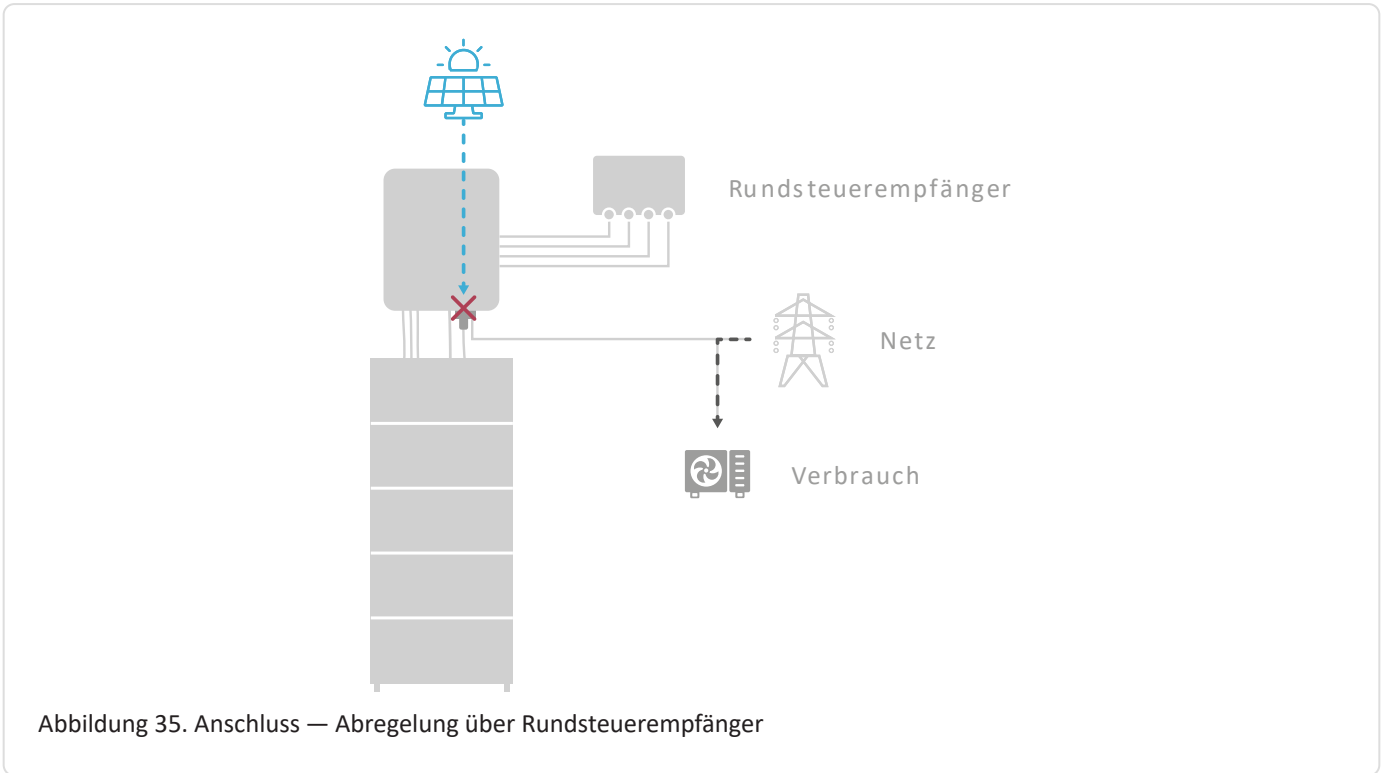 Rundsteuerempfänger
Netz
Verbrauch
Abbildung 35. Anschluss — Abregelung über Rundsteuerempfänger